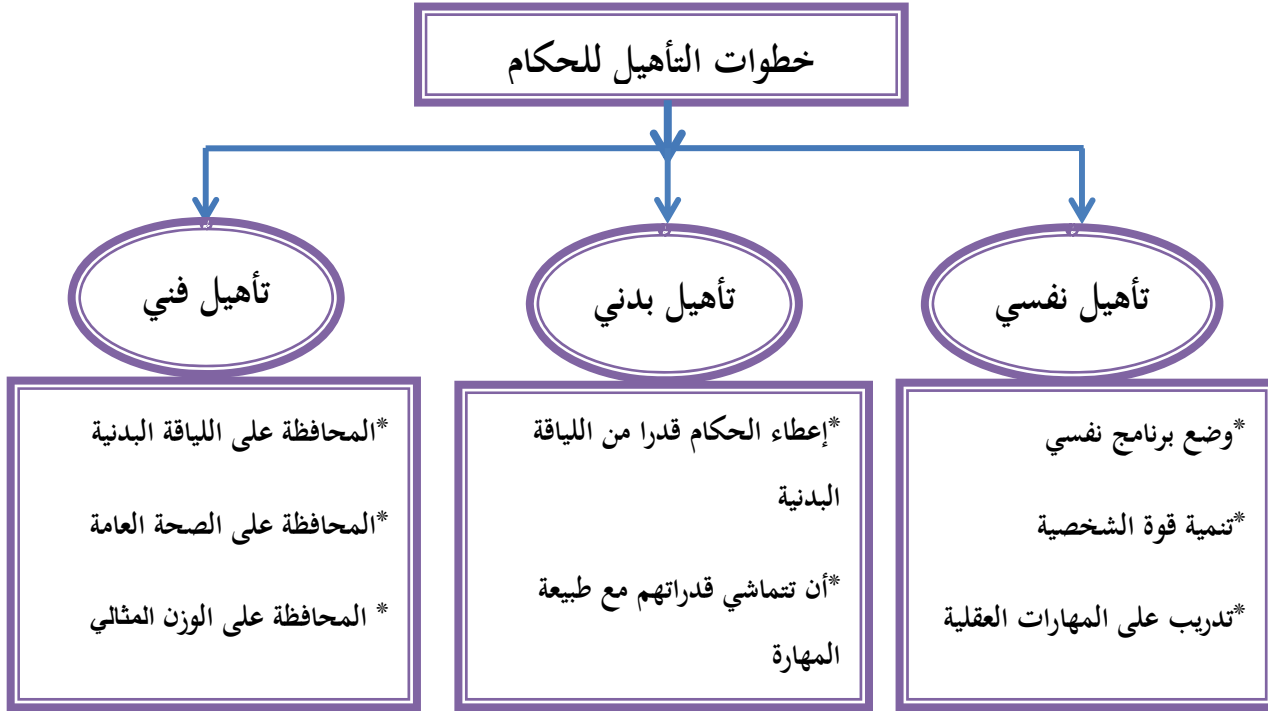 خطوات التأهيل للحكام
تأهيل نفسي
*وضع برنامج نفسي
*تنمية قوة الشخصية
*تدريب على المهارات العقلية
تأهيل بدني
*إعطاء الحكام قدرا من اللياقة
البدنية
*أن تتماشي قدراتهم مع طبيعة
المهارة
تأهيل فني
*المحافظة على اللياقة البدنية
*المحافظة على الصحة العامة
* المحافظة على الوزن المثالي